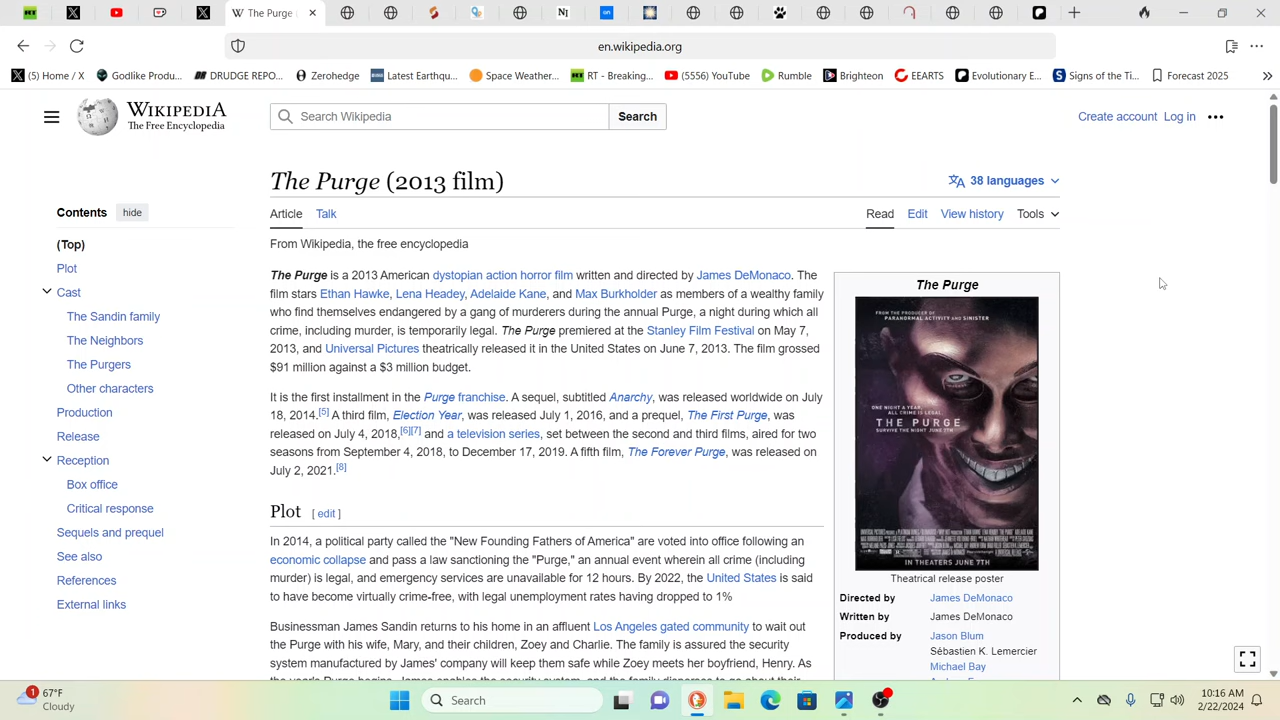 The Purge
en.wikipedia.org
(5) Home / X
Godlike Produ...
DRUDGE REPO...
Zerohedge
Latest Earthqu...
Space Weather...
RT - Breaking...
(5556) YouTube
Rumble
Brighteon
EEARTS
Evolutionary E...
Signs of the Ti...
Forecast 2025
WIKIPEDIA
The Free Encyclopedia
Search Wikipedia
Search
Create account
Log in
The Purge (2013 film)
38 languages
Contents
hide
Article
Talk
Read
Edit
View history
Tools
(Top)
Plot
Cast
The Sandin family
The Neighbors
The Purgers
Other characters
Production
Release
Reception
Box office
Critical response
Sequels and prequel
See also
References
External links
From Wikipedia, the free encyclopedia
The Purge is a 2013 American dystopian action horror film written and directed by James DeMonaco. The
film stars Ethan Hawke, Lena Headey, Adelaide Kane, and Max Burkholder as members of a wealthy family
who find themselves endangered by a gang of murderers during the annual Purge, a night during which all
crime, including murder, is temporarily legal. The Purge premiered at the Stanley Film Festival on May 7,
2013, and Universal Pictures theatrically released it in the United States on June 7, 2013. The film grossed
$91 million against a $3 million budget.
It is the first installment in the Purge franchise. A sequel, subtitled Anarchy, was released worldwide on July
18, 2014.[5] A third film, Election Year, was released July 1, 2016, and a prequel, The First Purge, was
released on July 4, 2018,[6][7] and a television series, set between the second and third films, aired for two
seasons from September 4, 2018, to December 17, 2019. A fifth film, The Forever Purge, was released on
July 2, 2021.[8]
Plot [ edit ]
In 2014, a political party called the "New Founding Fathers of America" are voted into office following an
economic collapse and pass a law sanctioning the "Purge," an annual event wherein all crime (including
murder) is legal, and emergency services are unavailable for 12 hours. By 2022, the United States is said
to have become virtually crime-free, with legal unemployment rates having dropped to 1%
Businessman James Sandin returns to his home in an affluent Los Angeles gated community to wait out
the Purge with his wife, Mary, and their children, Zoey and Charlie. The family is assured the security
system manufactured by James' company will keep them safe while Zoey meets her boyfriend, Henry. As
The Purge
FROM THE PRODUCER OF
PARANORMAL ACTIVITY AND SINISTER
ONE NIGHT A YEAR,
ALL CRIME IS LEGAL.
THE PURGE
SURVIVE THE NIGHT JUNE 7TH
IN THEATERS JUNE 7TH
Theatrical release poster
Directed by James DeMonaco
Written by James DeMonaco
Produced by Jason Blum
Sébastien K. Lemercier
Michael Bay
1
67°F
Cloudy
Search
10:16 AM
2/22/2024